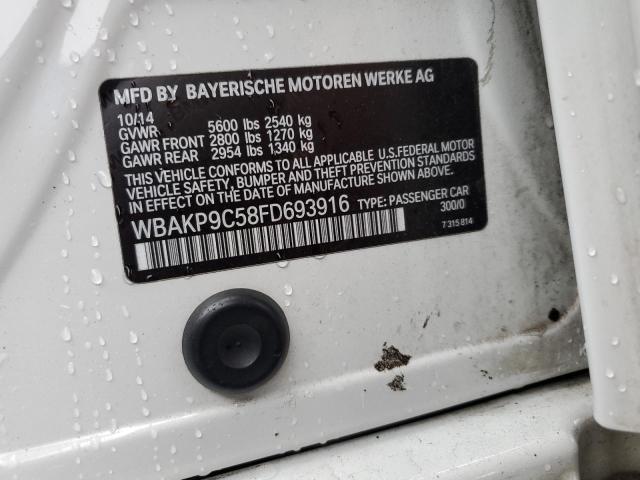 MFD BY BAYERISCHE MOTOREN WERKE AG
10/14
GVWR 5600 lbs 2540 kg
GAWR FRONT 2800 lbs 1270 kg
GAWR REAR 2954 lbs 1340 kg
THIS VEHICLE CONFORMS TO ALL APPLICABLE U.S.FEDERAL MOTOR
VEHICLE SAFETY, BUMPER AND THEFT PREVENTION STANDARDS
IN EFFECT ON THE DATE OF MANUFACTURE SHOWN ABOVE.
WBAKP9C58FD693916 TYPE: PASSENGER CAR
300/0
7 315 814